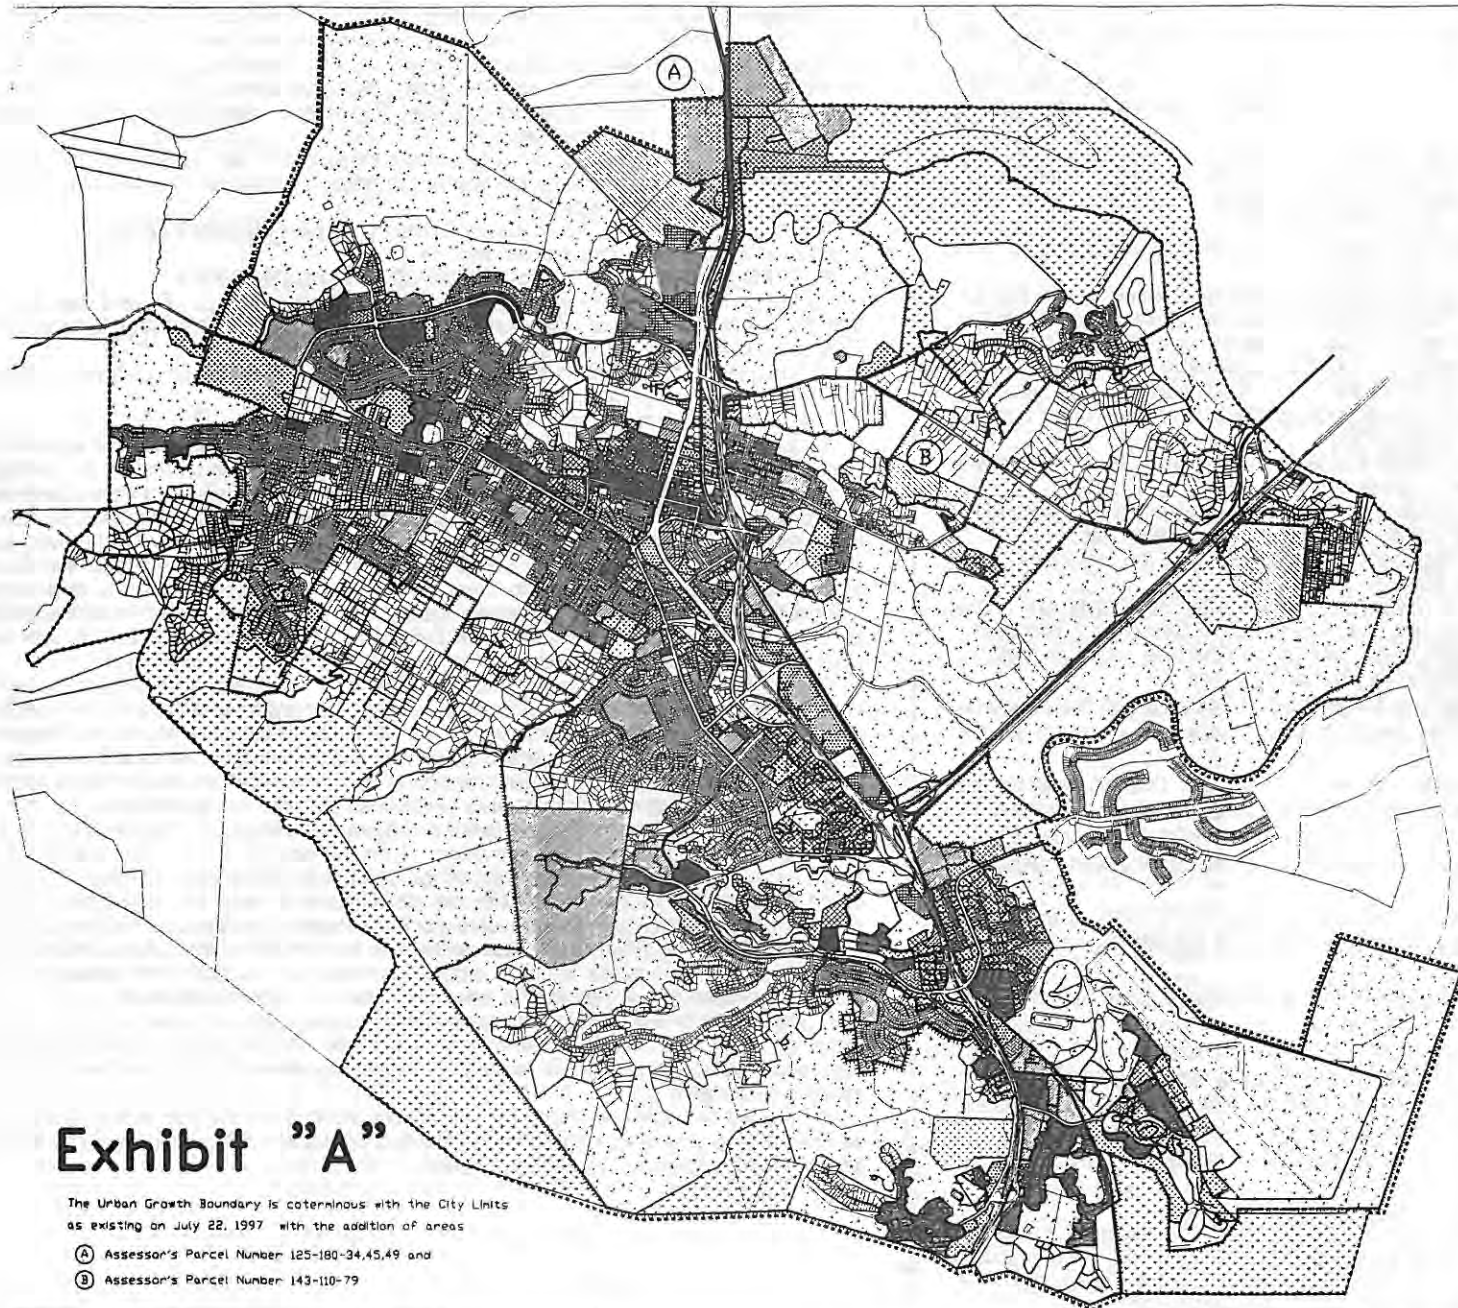 A
B
Exhibit "A"
The Urban Growth Boundary is coterminous with the City Limits
as existing on July 22, 1997 with the addition of areas
A Assessor's Parcel Number 125-180-34,45,49 and
B Assessor's Parcel Number 143-110-79